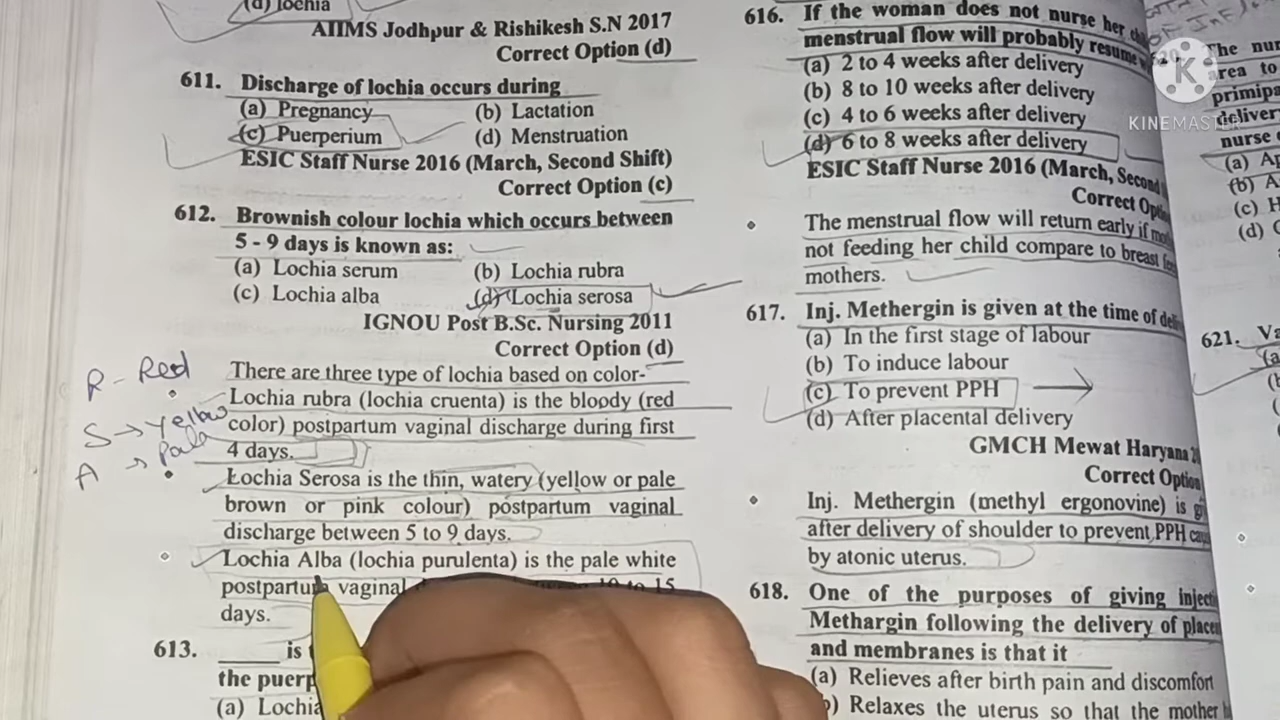 (d) lochia
AIIMS Jodhpur & Rishikesh S.N 2017
Correct Option (d)
611. Discharge of lochia occurs during
(a) Pregnancy (b) Lactation
(c) Puerperium (d) Menstruation
ESIC Staff Nurse 2016 (March, Second Shift)
Correct Option (c)
612. Brownish colour lochia which occurs between
5 - 9 days is known as:
(a) Lochia serum (b) Lochia rubra
(c) Lochia alba (d) Lochia serosa
IGNOU Post B.Sc. Nursing 2011
Correct Option (d)
There are three type of lochia based on color-
Lochia rubra (lochia cruenta) is the bloody (red
color) postpartum vaginal discharge during first
4 days.
Lochia Serosa is the thin, watery (yellow or pale
brown or pink colour) postpartum vaginal
discharge between 5 to 9 days.
Lochia Alba (lochia purulenta) is the pale white
postpartum vaginal 10 to 15
days.
613. ____ is
the puerp
(a) Lochia
R - Red
S → Yellow
A → Pale
616. If the woman does not nurse her
menstrual flow will probably resume
(a) 2 to 4 weeks after delivery
(b) 8 to 10 weeks after delivery
(c) 4 to 6 weeks after delivery
(d) 6 to 8 weeks after delivery
ESIC Staff Nurse 2016 (March, Second
Correct
The menstrual flow will return early if
not feeding her child compare to breast
mothers.
617. Inj. Methergin is given at the time of
(a) In the first stage of labour
(b) To induce labour
(c) To prevent PPH
(d) After placental delivery
GMCH Mewat Haryana
Correct Option
Inj. Methergin (methyl ergonovine) is
after delivery of shoulder to prevent PPH
by atonic uterus.
618. One of the purposes of giving
Methargin following the delivery of
and membranes is that it
(a) Relieves after birth pain and discomfort
Relaxes the uterus so that the mother
The
area to
deliver
nurse
(a)
(b)
(c)
(d)
621.
(a)
K
KINEMASTER